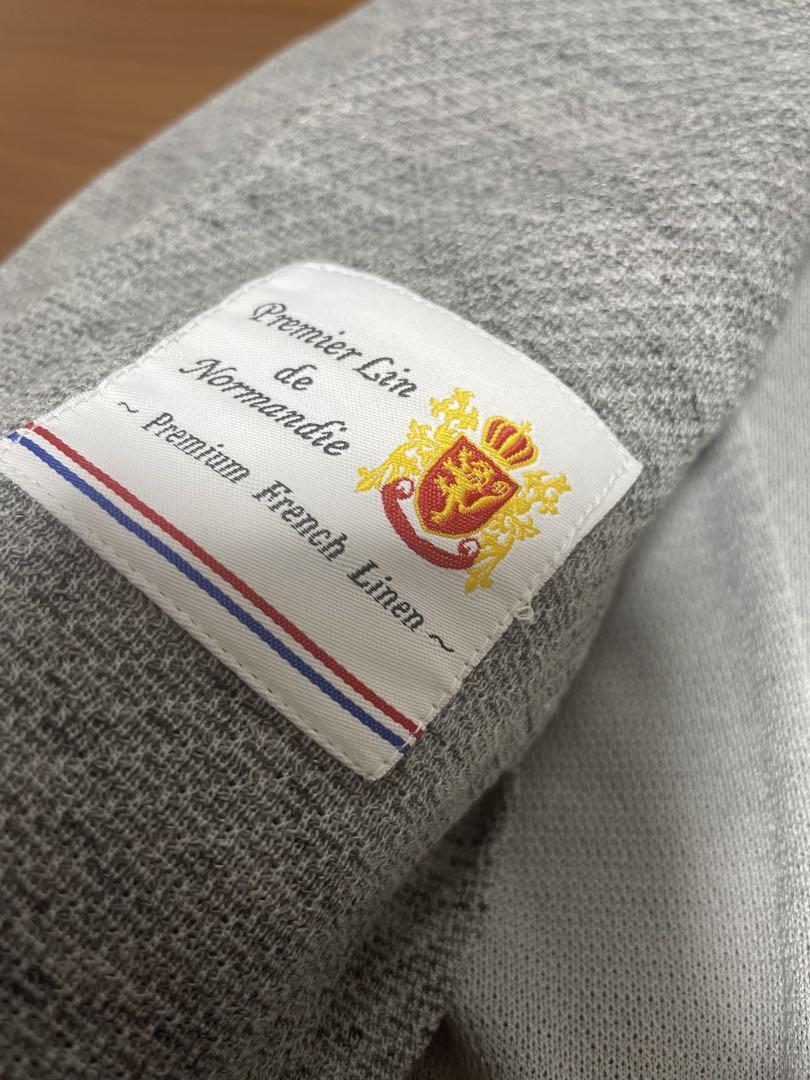 Premier Lin
de
Normandie
~ Premium French Linen ~